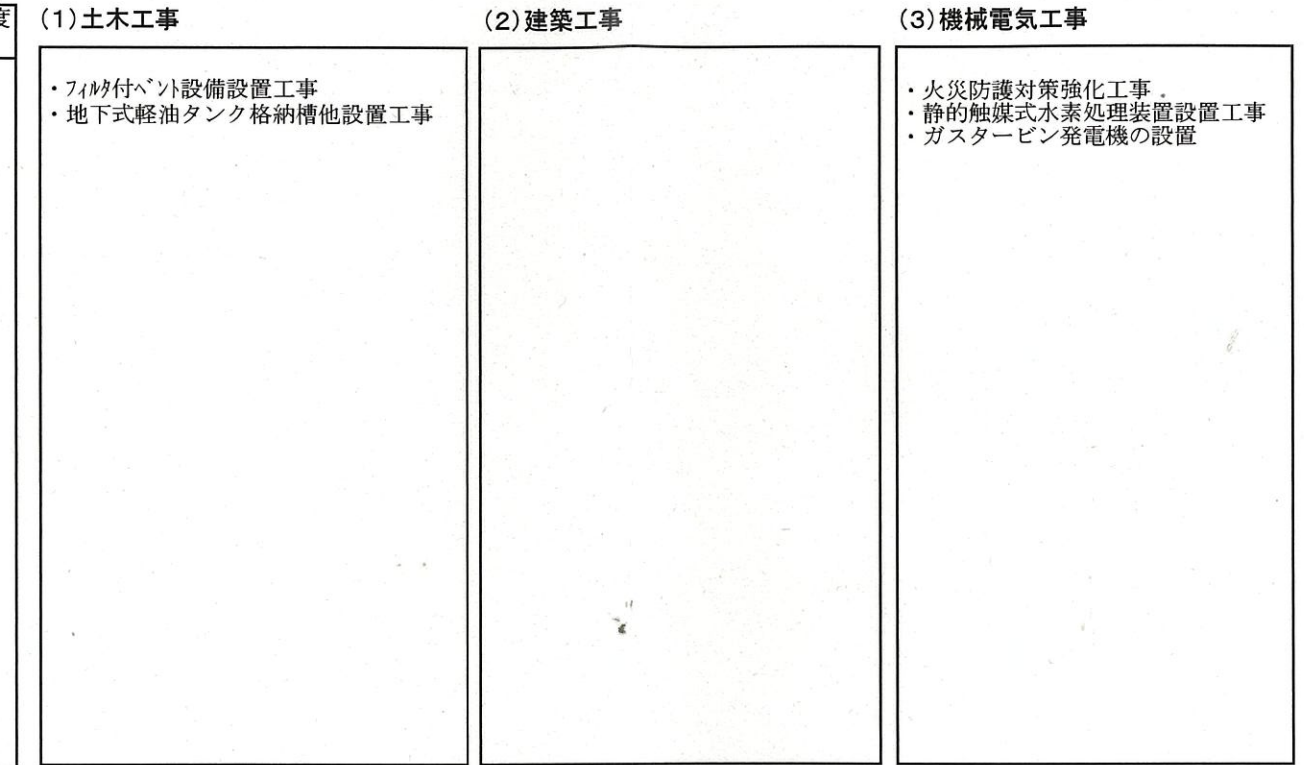 度
(1)土木工事
・ﾌｨﾙﾀ付ﾍﾞﾝﾄ設備設置工事
・地下式軽油タンク格納槽他設置工事
(2)建築工事
(3)機械電気工事
・火災防護対策強化工事
・静的触媒式水素処理装置設置工事
・ガスタービン発電機の設置